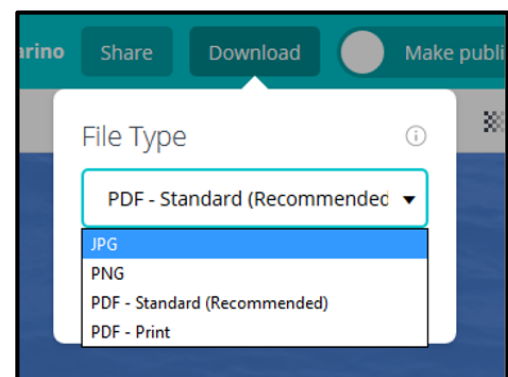 arino Share Download Make publi
File Type
PDF - Standard (Recommended
JPG
PNG
PDF - Standard (Recommended)
PDF - Print